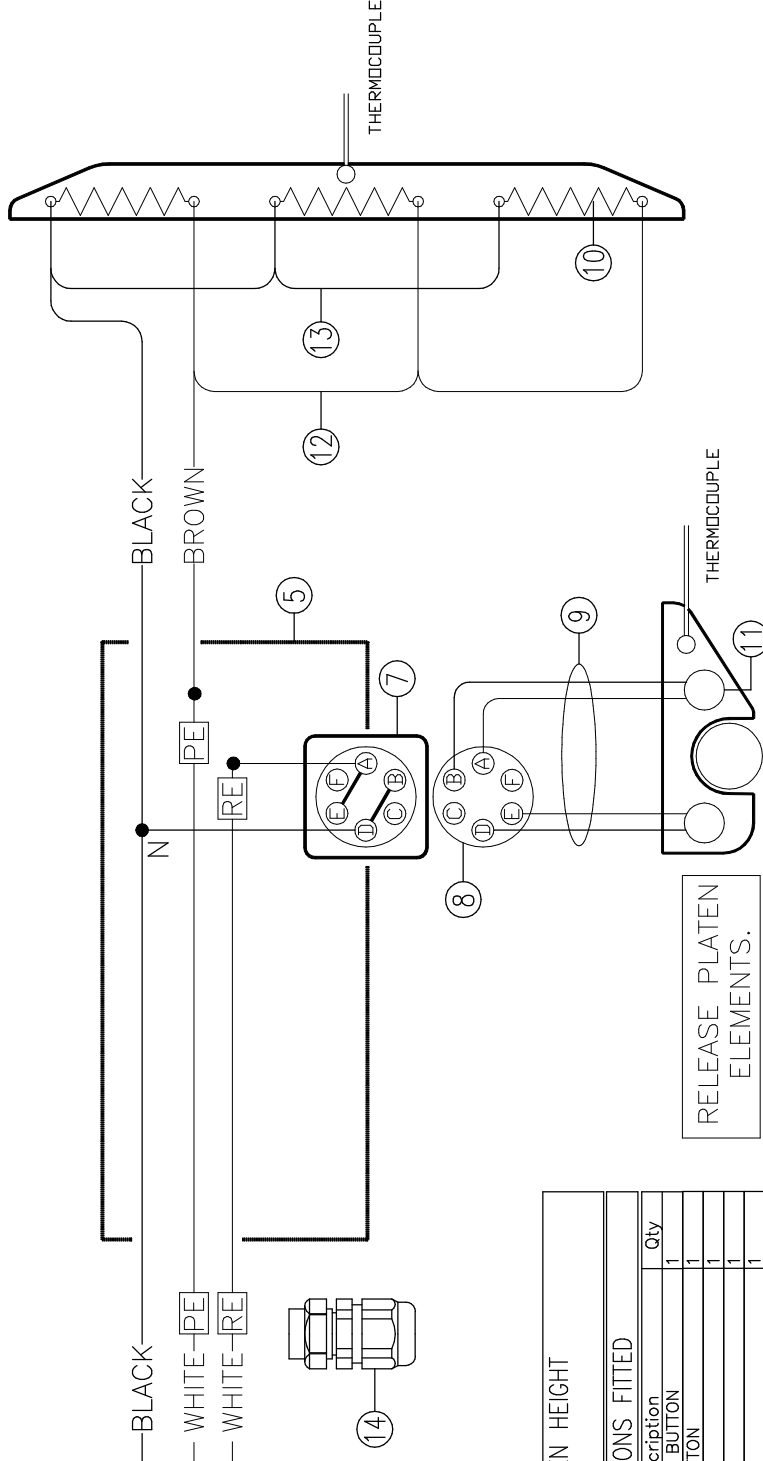 THERMOCOUPLE
10
13
12
BLACK
BROWN
THERMOCOUPLE
5
9
11
7
PE
RE
N
F
A
E
B
D
C
B
A
C
F
D
E
8
RELEASE PLATEN
ELEMENTS.
BLACK
WHITE
PE
WHITE
RE
14
N HEIGHT
ONS FITTED
cription
Qty
BUTTON
1
TON
1
1
1
1